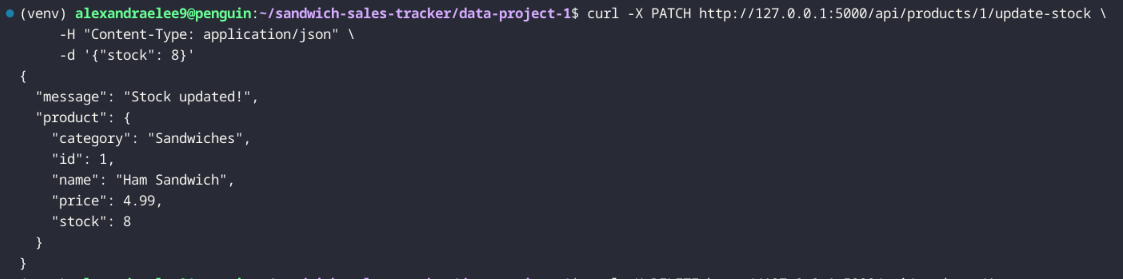 (venv) alexandraelee9@penguin:~/sandwich-sales-tracker/data-project-1$ curl -X PATCH http://127.0.0.1:5000/api/products/1/update-stock \
     -H "Content-Type: application/json" \
     -d '{"stock": 8}'
{
  "message": "Stock updated!",
  "product": {
    "category": "Sandwiches",
    "id": 1,
    "name": "Ham Sandwich",
    "price": 4.99,
    "stock": 8
  }
}